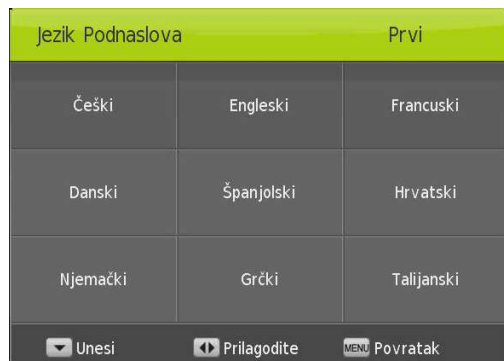 Jezik Podnaslova Prvi
Češki Engleski Francuski
Danski Španjolski Hrvatski
Njemački Grčki Talijanski
Unesi Prilagodite MENU Povratak